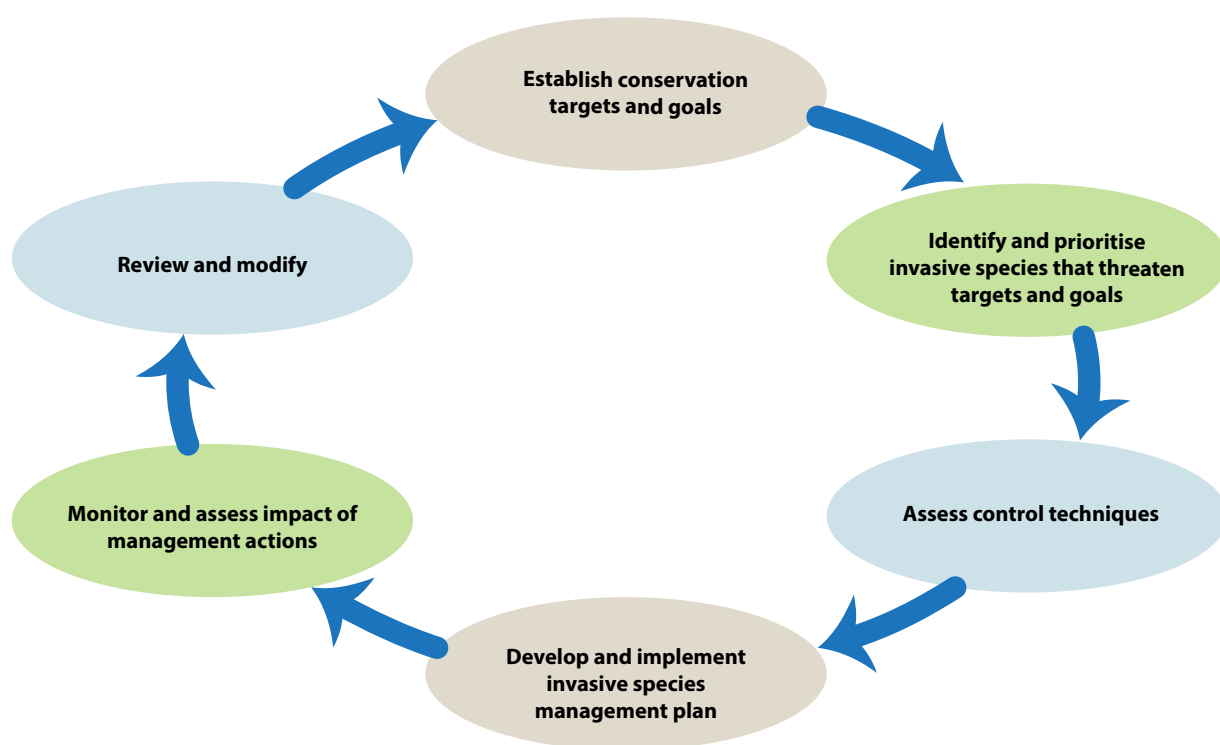 Establish conservation
targets and goals
Identify and prioritise
invasive species that threaten
targets and goals
Assess control techniques
Develop and implement
invasive species
management plan
Monitor and assess impact of
management actions
Review and modify